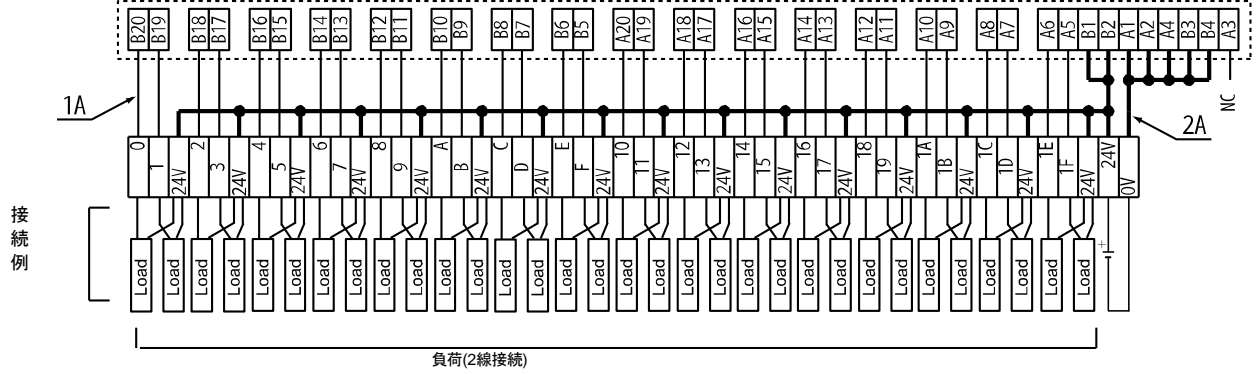 B20 B19 B18 B17 B16 B15 B14 B13 B12 B11 B10 B9 B8 B7 B6 B5 A20 A19 A18 A17 A16 A15 A14 A13 A12 A11 A10 A9 A8 A7 A6 A5 B1 B2 A1 A2 A4 B3 B4 A3
1A
NC
2A
0 1 24V 2 3 24V 4 5 24V 6 7 24V 8 9 24V A B 24V C D 24V E F 24V 10 11 24V 12 13 24V 14 15 24V 16 17 24V 18 19 24V 1A 1B 24V 1C 1D 24V 1E 1F 24V 24V 0V
接続例
Load Load Load Load Load Load Load Load Load Load Load Load Load Load Load Load Load Load Load Load Load Load Load Load Load Load Load Load Load Load Load Load
+
負荷(2線接続)